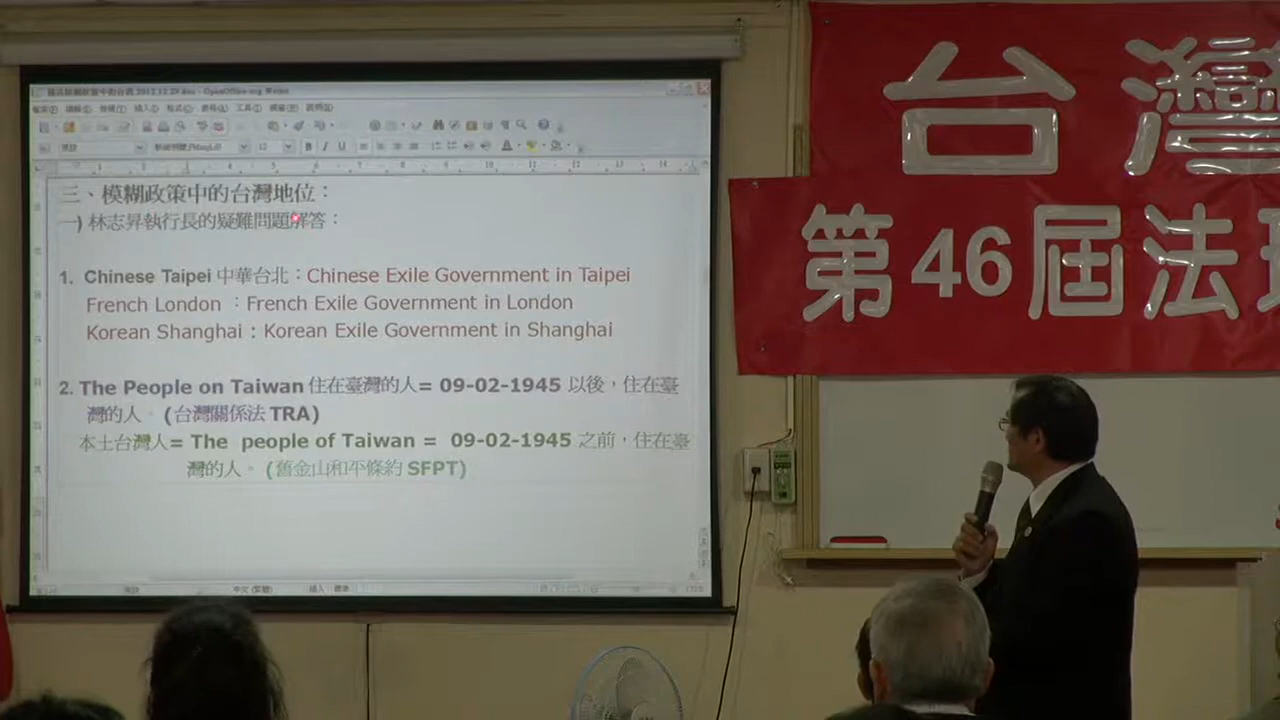 三、模糊政策中的台灣地位：
一) 林志昇執行長的疑難問題解答：
1. Chinese Taipei 中華台北：Chinese Exile Government in Taipei
French London ：French Exile Government in London
Korean Shanghai : Korean Exile Government in Shanghai
2. The People on Taiwan 住在臺灣的人= 09-02-1945 以後，住在臺
灣的人。 (台灣關係法 TRA)
本土台灣人= The people of Taiwan = 09-02-1945 之前，住在臺
灣的人。 (舊金山和平條約 SFPT)
台灣
第46屆法